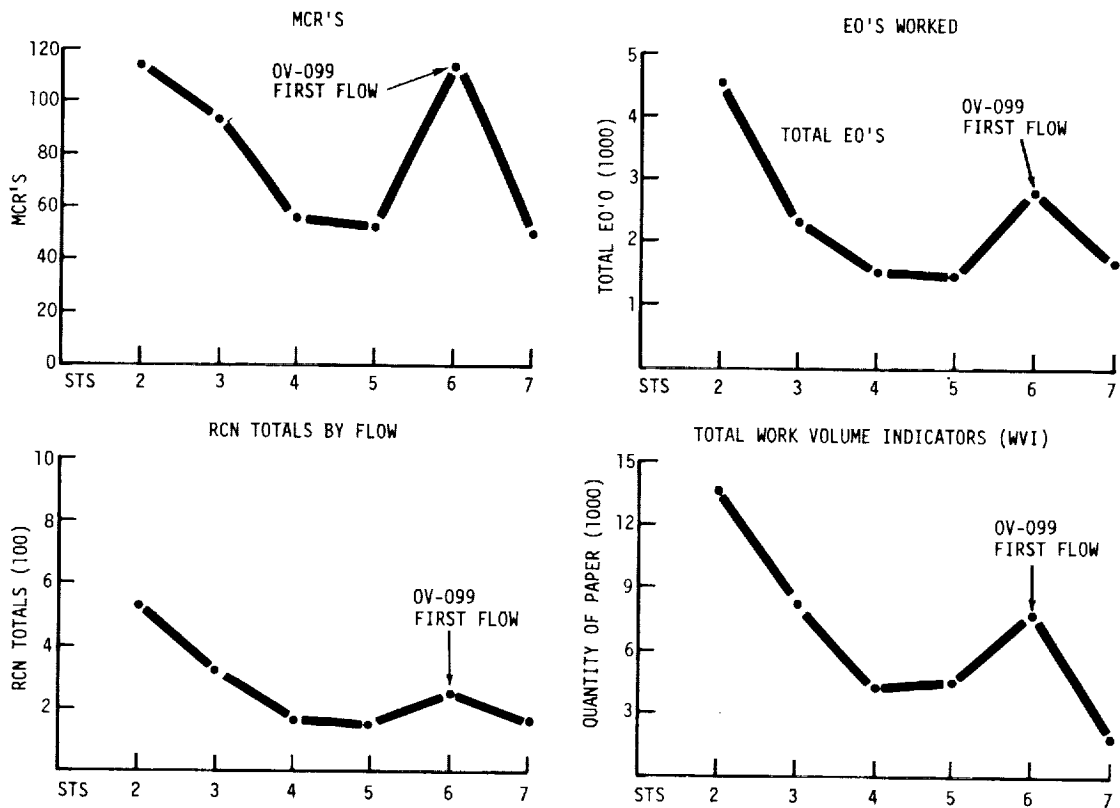 MCR'S
120
100
80
60
40
20
0
MCR'S
OV-099
FIRST FLOW
STS 2 3 4 5 6 7
EO'S WORKED
5
4
3
2
1
TOTAL EO'O (1000)
TOTAL EO'S
OV-099
FIRST FLOW
STS 2 3 4 5 6 7
RCN TOTALS BY FLOW
10
8
6
4
2
RCN TOTALS (100)
OV-099
FIRST FLOW
STS 2 3 4 5 6 7
TOTAL WORK VOLUME INDICATORS (WVI)
15
12
9
6
3
QUANTITY OF PAPER (1000)
OV-099
FIRST FLOW
STS 2 3 4 5 6 7